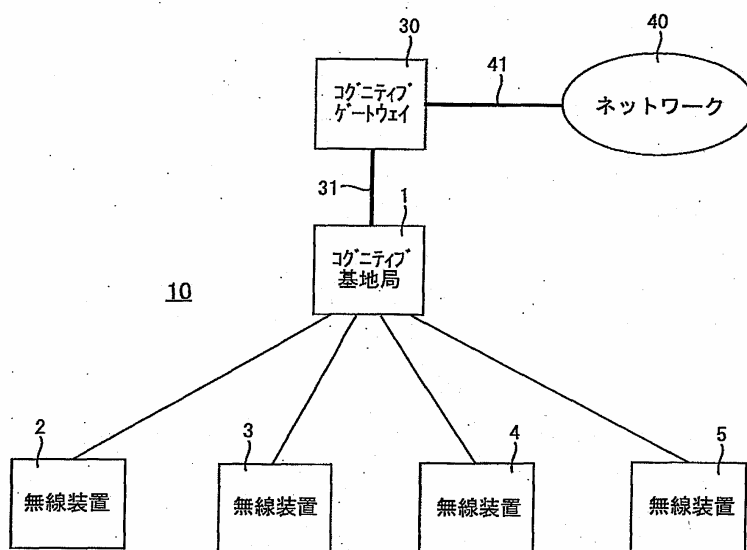 30
40
コグニティブ
ゲートウェイ
41
ネットワーク
31
1
コグニティブ
基地局
10
2
3
4
5
無線装置
無線装置
無線装置
無線装置